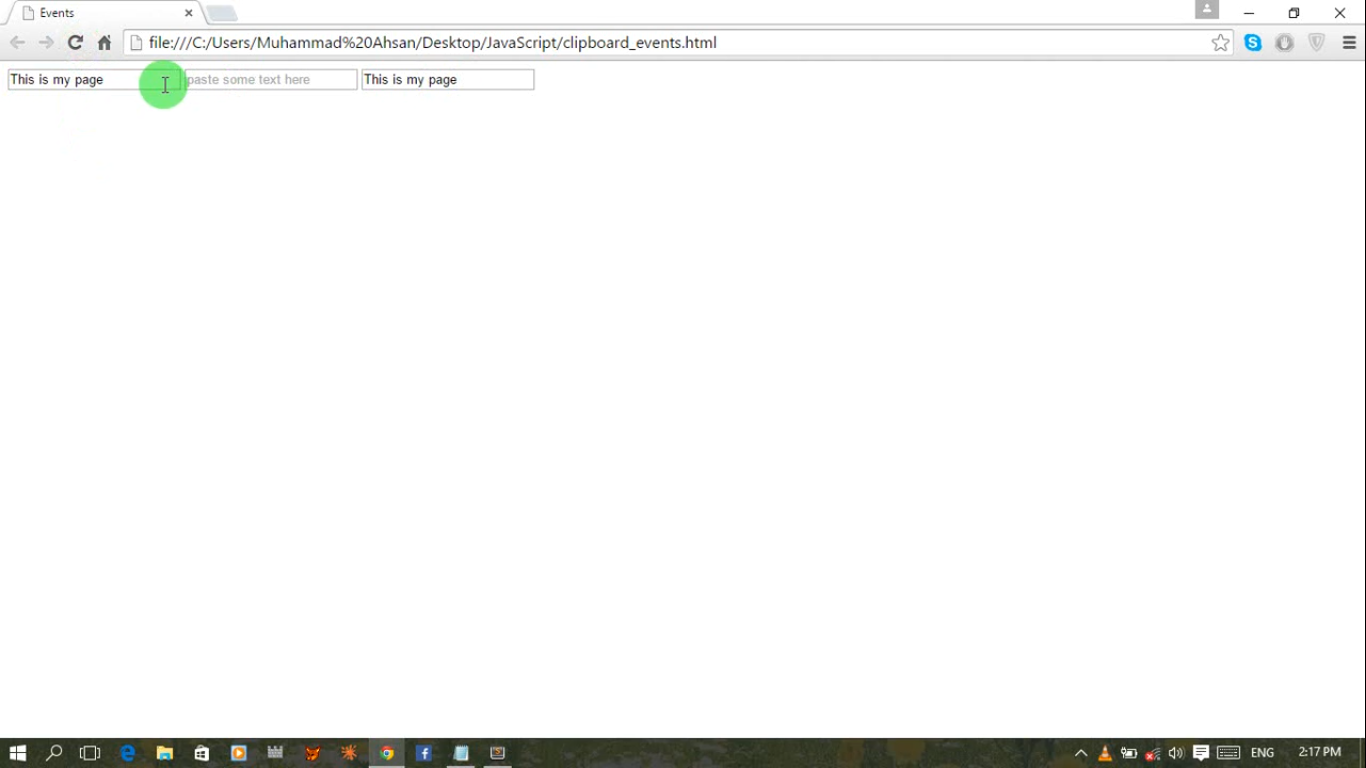 Events
file:///C:/Users/Muhammad%20Ahsan/Desktop/JavaScript/clipboard_events.html
This is my page paste some text here This is my page
ENG 2:17 PM